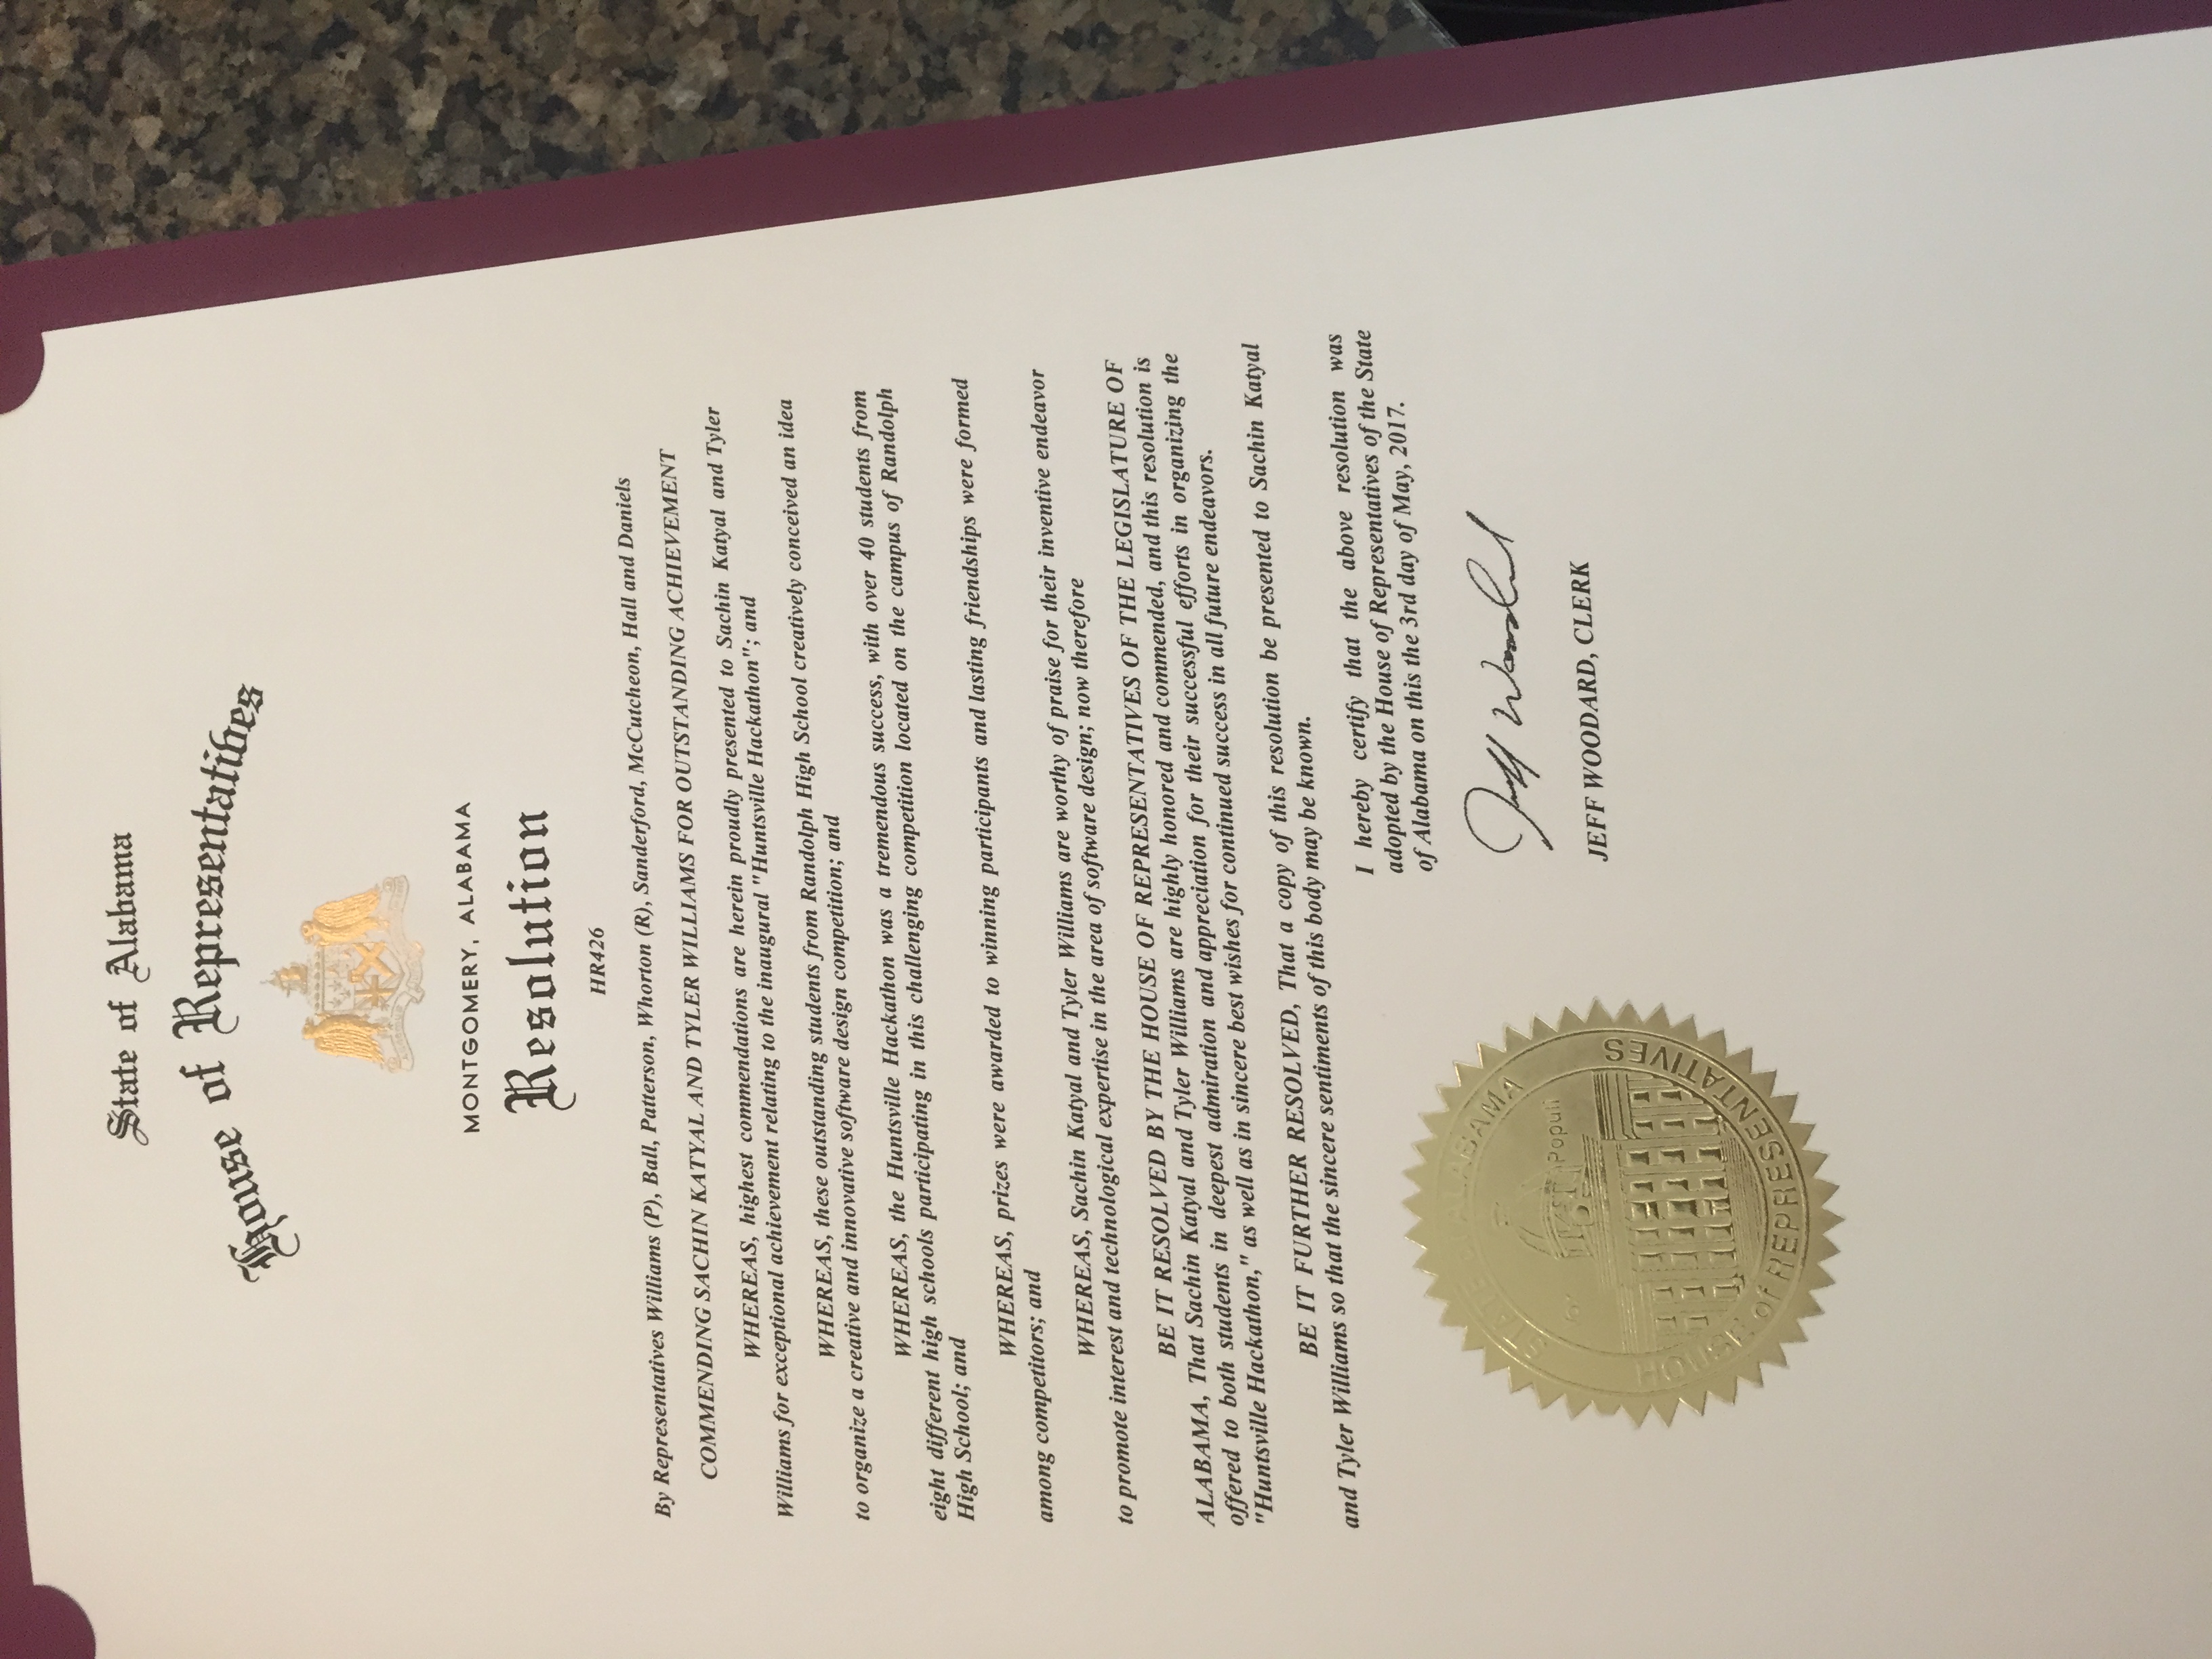 State of Alabama
House of Representatives
MONTGOMERY, ALABAMA
Resolution
HR426
By Representatives Williams (P), Ball, Patterson, Whorton (R), Sanderford, McCutcheon, Hall and Daniels
COMMENDING SACHIN KATYAL AND TYLER WILLIAMS FOR OUTSTANDING ACHIEVEMENT
WHEREAS, highest commendations are herein proudly presented to Sachin Katyal and Tyler
Williams for exceptional achievement relating to the inaugural "Huntsville Hackathon"; and
WHEREAS, these outstanding students from Randolph High School creatively conceived an idea
to organize a creative and innovative software design competition; and
WHEREAS, the Huntsville Hackathon was a tremendous success, with over 40 students from
eight different high schools participating in this challenging competition located on the campus of Randolph
High School; and
WHEREAS, prizes were awarded to winning participants and lasting friendships were formed
among competitors; and
WHEREAS, Sachin Katyal and Tyler Williams are worthy of praise for their inventive endeavor
to promote interest and technological expertise in the area of software design; now therefore
BE IT RESOLVED BY THE HOUSE OF REPRESENTATIVES OF THE LEGISLATURE OF
ALABAMA, That Sachin Katyal and Tyler Williams are highly honored and commended, and this resolution is
offered to both students in deepest admiration and appreciation for their successful efforts in organizing the
"Huntsville Hackathon," as well as in sincere best wishes for continued success in all future endeavors.
BE IT FURTHER RESOLVED, That a copy of this resolution be presented to Sachin Katyal
and Tyler Williams so that the sincere sentiments of this body may be known.
I hereby certify that the above resolution was
adopted by the House of Representatives of the State
of Alabama on this the 3rd day of May, 2017.
Jeff Woodard
JEFF WOODARD, CLERK
STATE of ALABAMA
Populi
HOUSE of REPRESENTATIVES